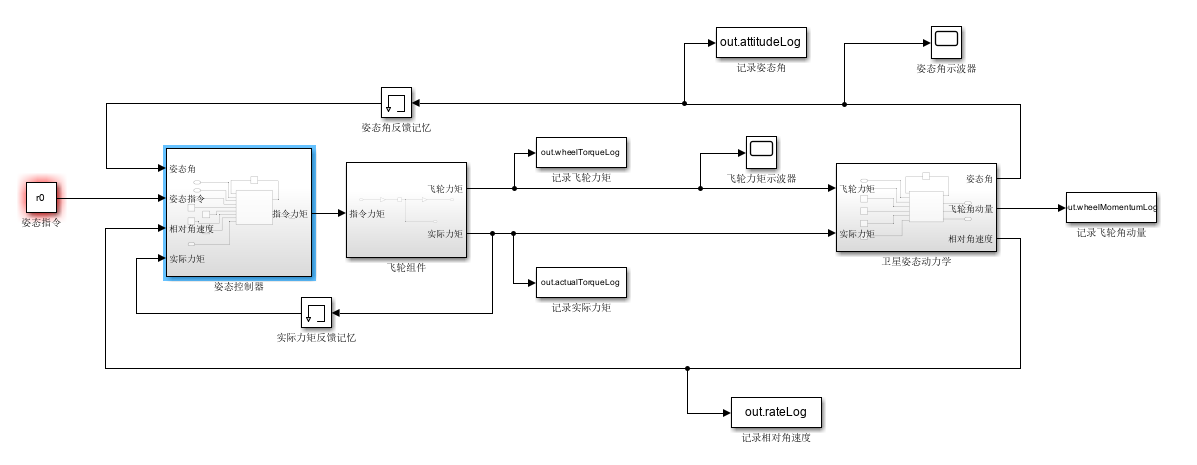 out.attitudeLog
记录姿态角
姿态角示波器
姿态角反馈记忆
out.wheelTorqueLog
记录飞轮力矩
飞轮力矩示波器
r0
姿态指令
姿态角
姿态指令
相对角速度
实际力矩
指令力矩
姿态控制器
指令力矩
飞轮力矩
实际力矩
飞轮组件
飞轮力矩
实际力矩
姿态角
飞轮角动量
相对角速度
卫星姿态动力学
ut.wheelMomentumLog
记录飞轮角动量
out.actualTorqueLog
记录实际力矩
实际力矩反馈记忆
out.rateLog
记录相对角速度